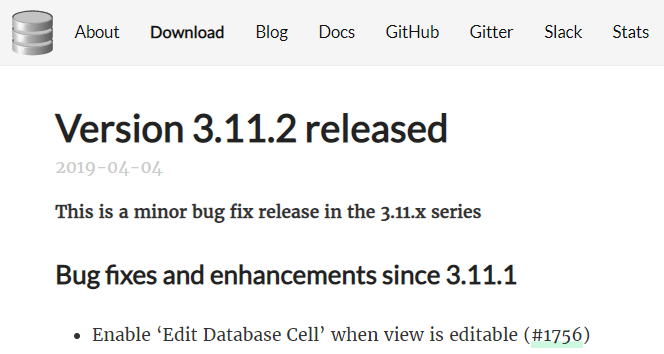 About Download Blog Docs GitHub Gitter Slack Stats
Version 3.11.2 released
2019-04-04
This is a minor bug fix release in the 3.11.x series
Bug fixes and enhancements since 3.11.1
• Enable ‘Edit Database Cell’ when view is editable (#1756)